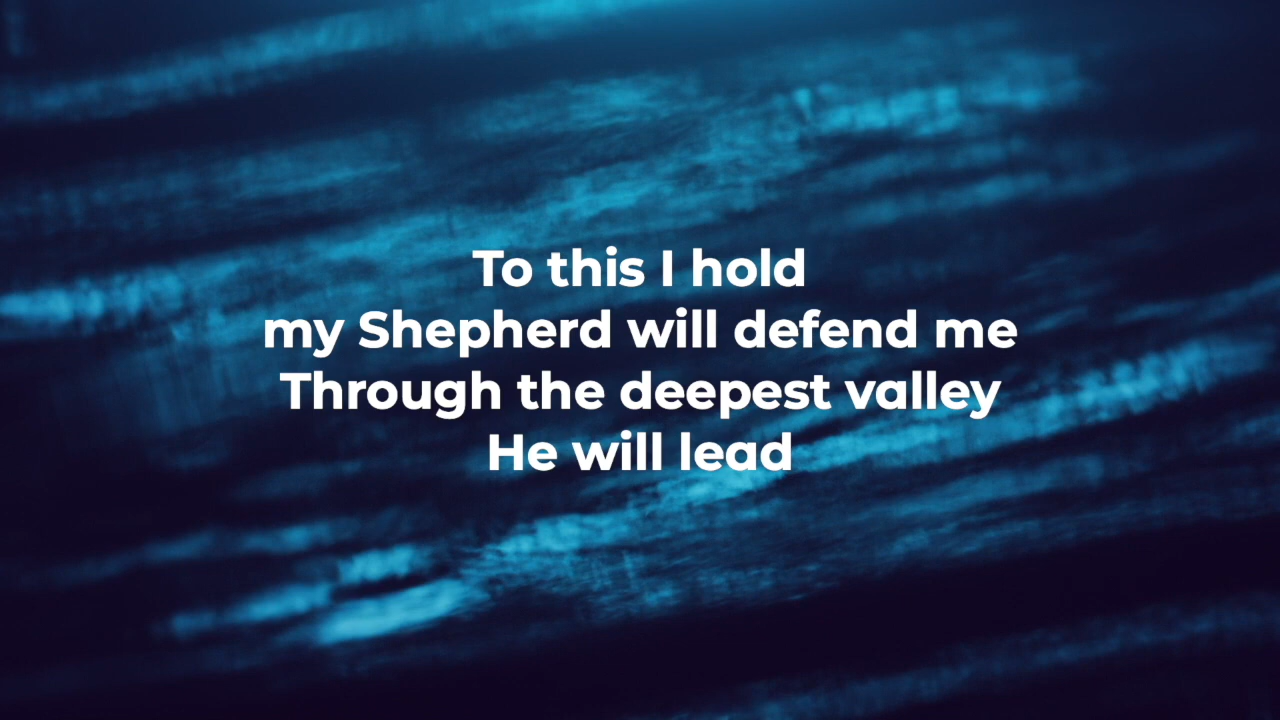 To this I hold
my Shepherd will defend me
Through the deepest valley
He will lead